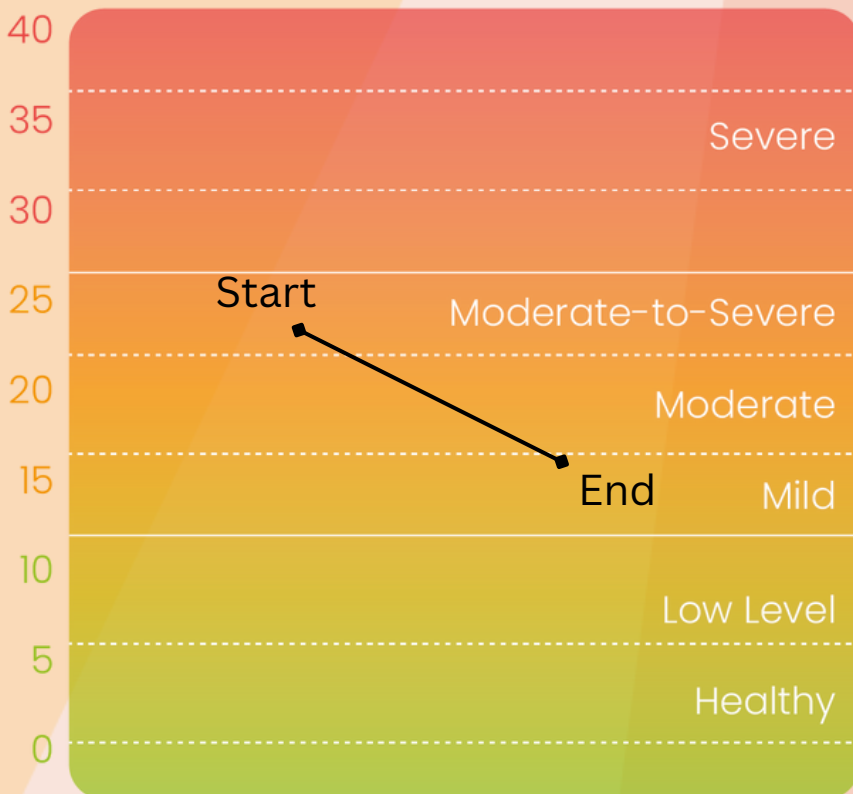 40
35
Severe
30
25
Start
Moderate-to-Severe
20
Moderate
15
End
Mild
10
Low Level
5
Healthy
0